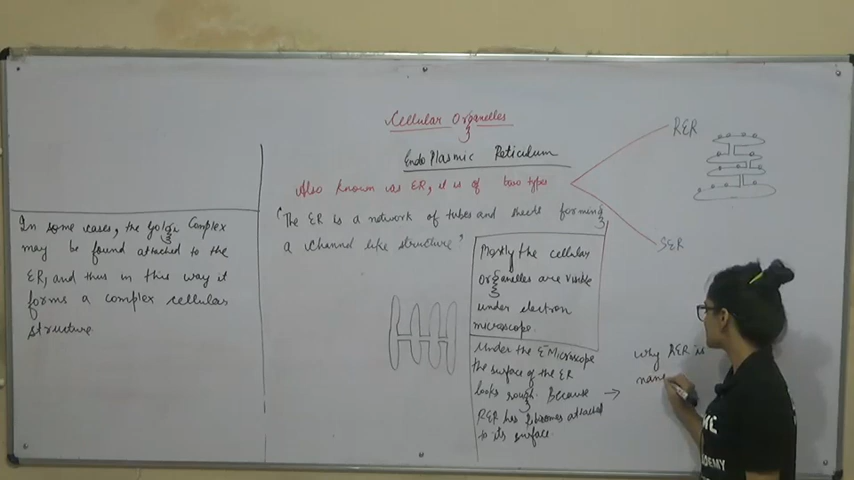 Cellular Organelles
EndoPlasmic Reticulum
Also known as ER, it is of two types
RER
SER
"The ER is a network of tubes and sheets forming
a channel like structure"
In some cases, the Golgi Complex
may be found attached to the
ER, and thus in this way it
forms a complex cellular
structure.
Mostly the cellular
Organelles are visible
under electron
microscope.
Under the E Microscope
the surface of the ER
looks rough. Because →
RER has ribosomes attached
to its surface.
why RER is
name
ADEMY